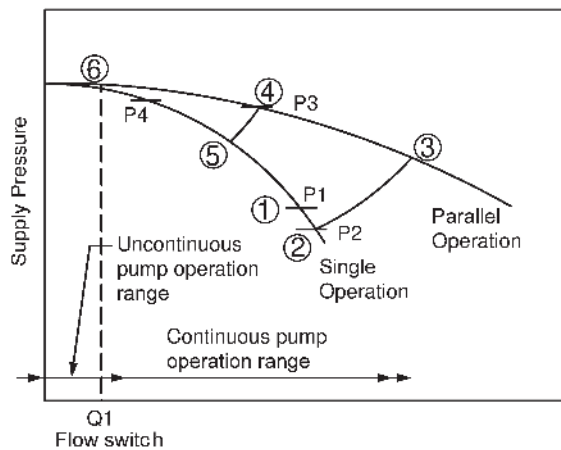 ⑥
④ P3
P4
⑤
③
① P1
② P2
Supply Pressure
Uncontinuous
pump operation
range
Single
Operation
Parallel
Operation
Continuous pump
operation range
Q1
Flow switch